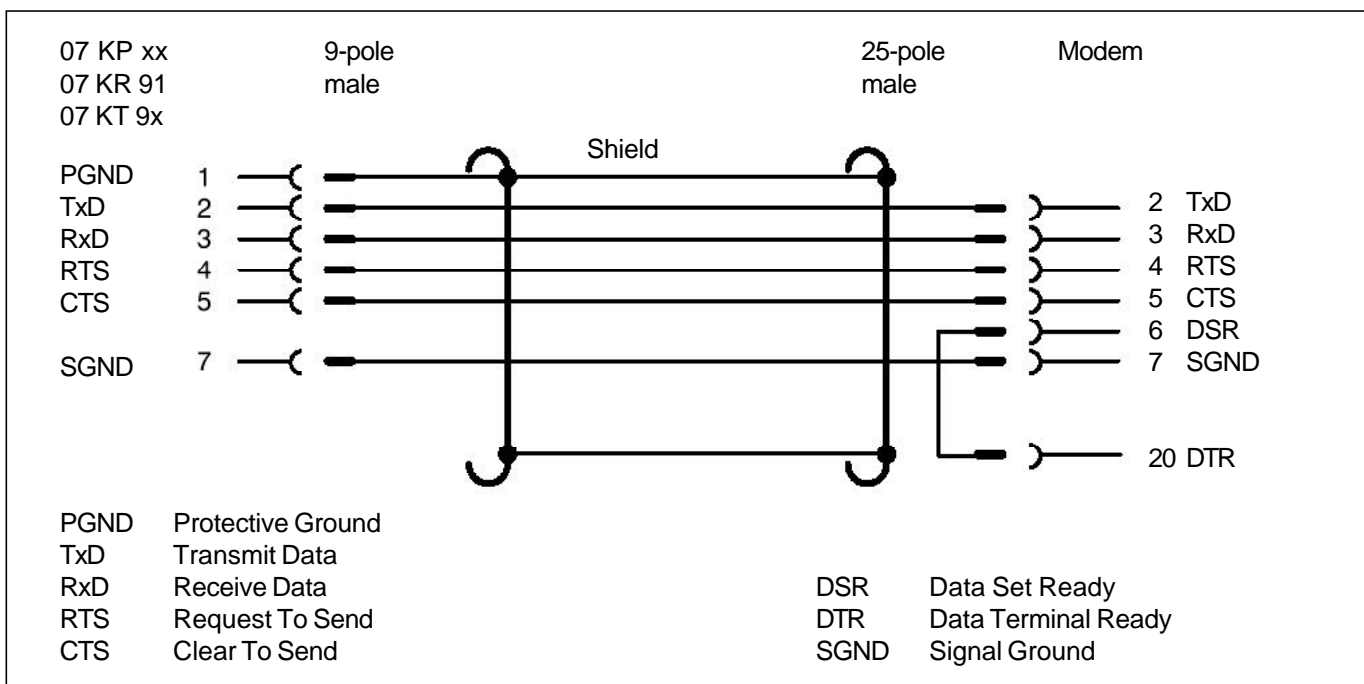 07 KP xx 9-pole 25-pole Modem
07 KR 91 male male
07 KT 9x
Shield
PGND 1
TxD 2 2 TxD
RxD 3 3 RxD
RTS 4 4 RTS
CTS 5 5 CTS
6 DSR
SGND 7 7 SGND
20 DTR
PGND Protective Ground
TxD Transmit Data
RxD Receive Data DSR Data Set Ready
RTS Request To Send DTR Data Terminal Ready
CTS Clear To Send SGND Signal Ground